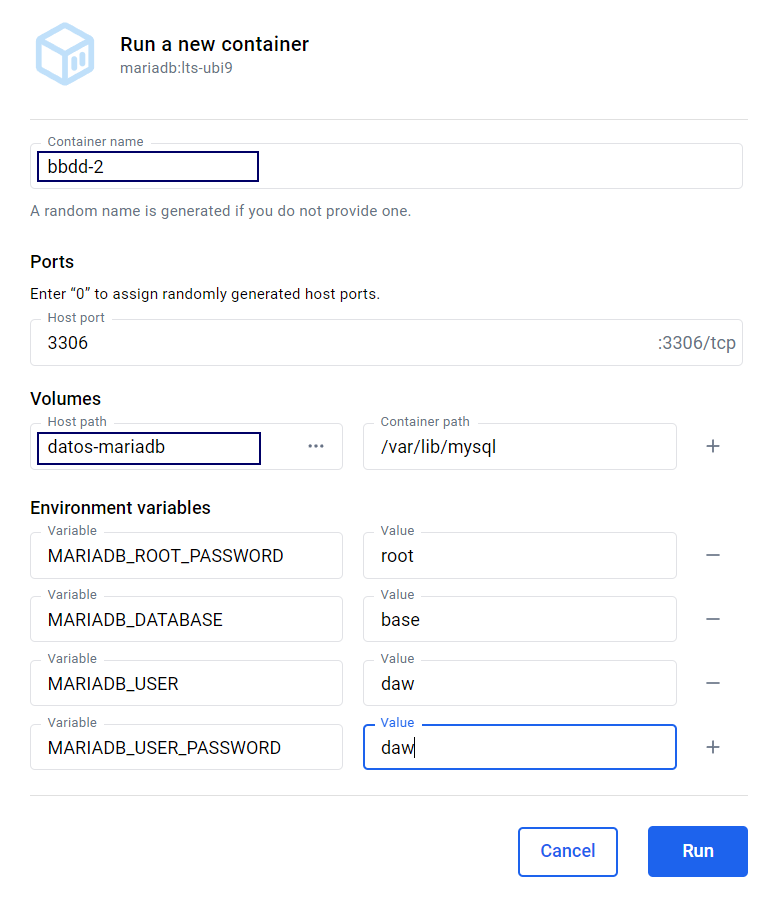 Run a new container
mariadb:lts-ubi9
Container name
bbdd-2
A random name is generated if you do not provide one.
Ports
Enter “0” to assign randomly generated host ports.
Host port
3306 :3306/tcp
Volumes
Host path Container path
datos-mariadb ··· /var/lib/mysql +
Environment variables
Variable Value
MARIADB_ROOT_PASSWORD root −
Variable Value
MARIADB_DATABASE base −
Variable Value
MARIADB_USER daw −
Variable Value
MARIADB_USER_PASSWORD daw +
Cancel Run